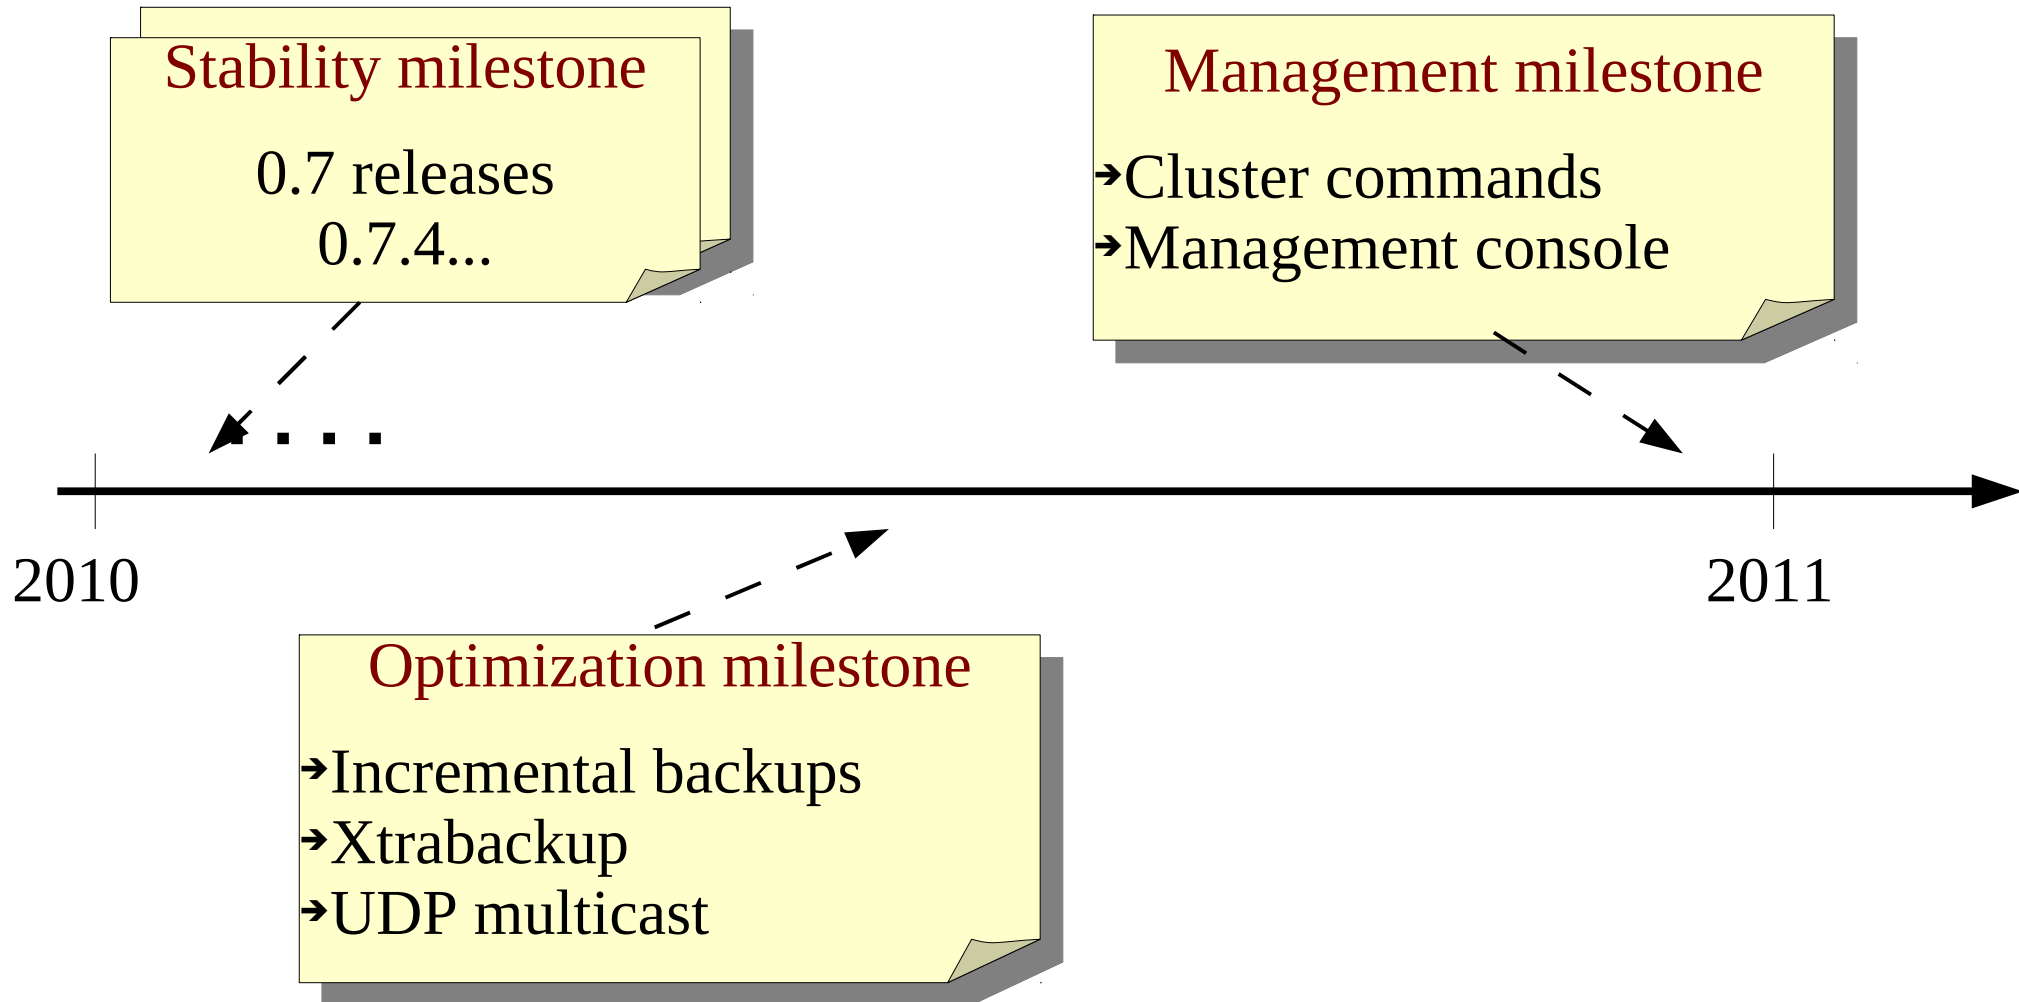 Stability milestone
0.7 releases
0.7.4...
Management milestone
➔Cluster commands
➔Management console
....
2010
2011
Optimization milestone
➔Incremental backups
➔Xtrabackup
➔UDP multicast